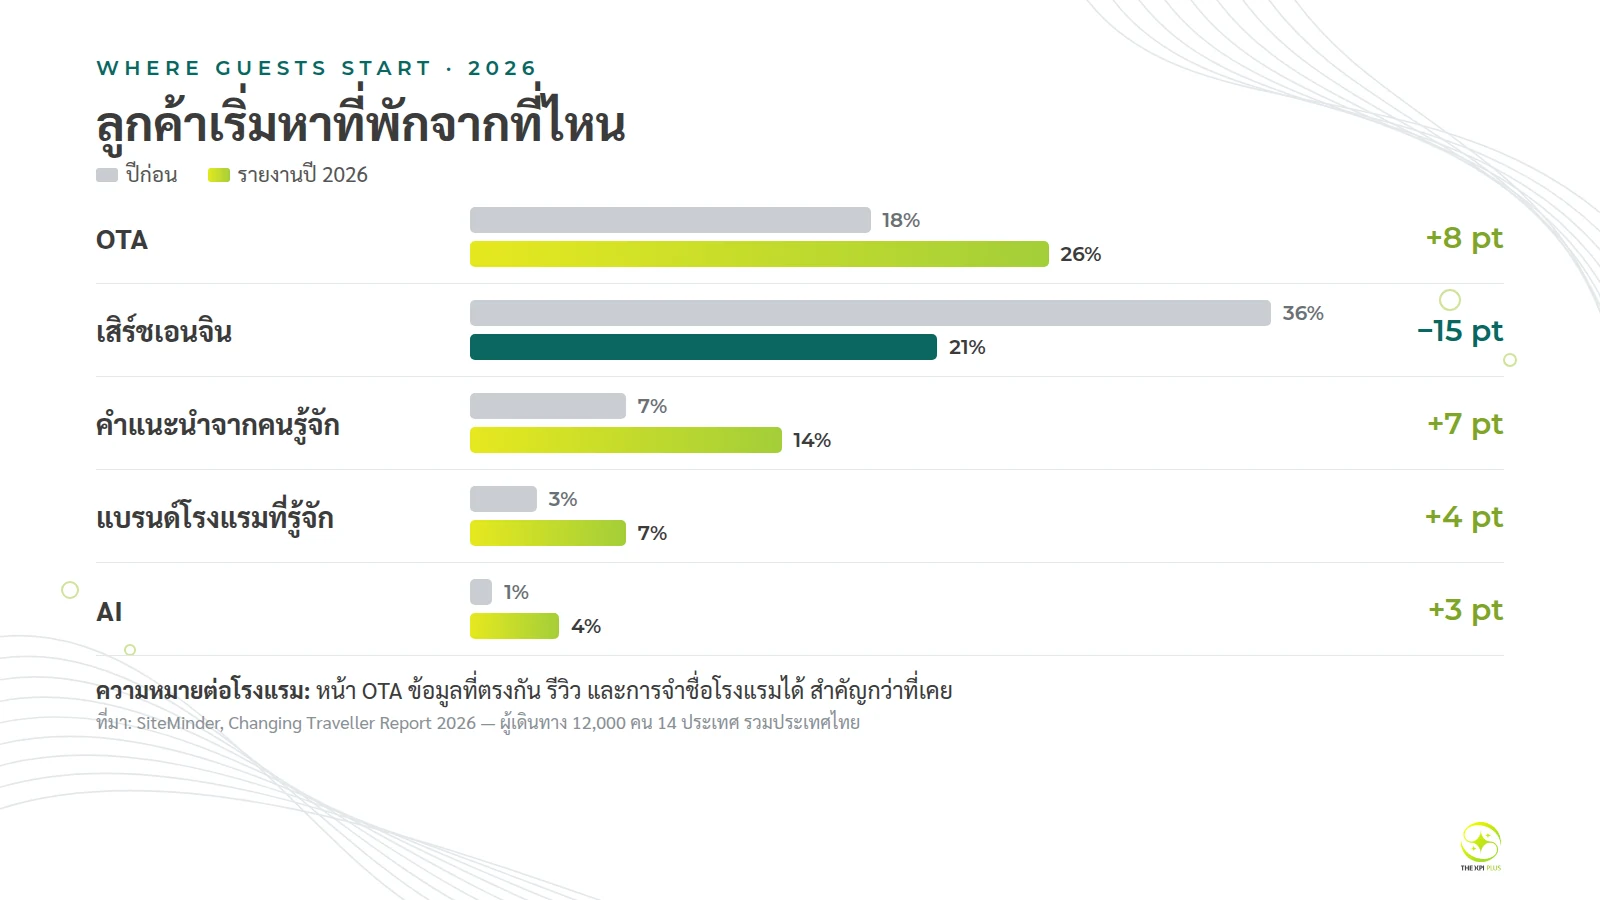 WHERE GUESTS START · 2026
ลูกค้าเริ่มหาที่พักจากที่ไหน
ปีก่อน รายงานปี 2026
18%
OTA +8 pt
26%
36%
เสิร์ชเอนจิน −15 pt
21%
7%
คำแนะนำจากคนรู้จัก +7 pt
14%
3%
แบรนด์โรงแรมที่รู้จัก +4 pt
7%
1%
AI +3 pt
4%
ความหมายต่อโรงแรม: หน้า OTA ข้อมูลที่ตรงกัน รีวิว และการจำชื่อโรงแรมได้ สำคัญกว่าที่เคย
ที่มา: SiteMinder, Changing Traveller Report 2026 — ผู้เดินทาง 12,000 คน 14 ประเทศ รวมประเทศไทย
THE XPI PLUS